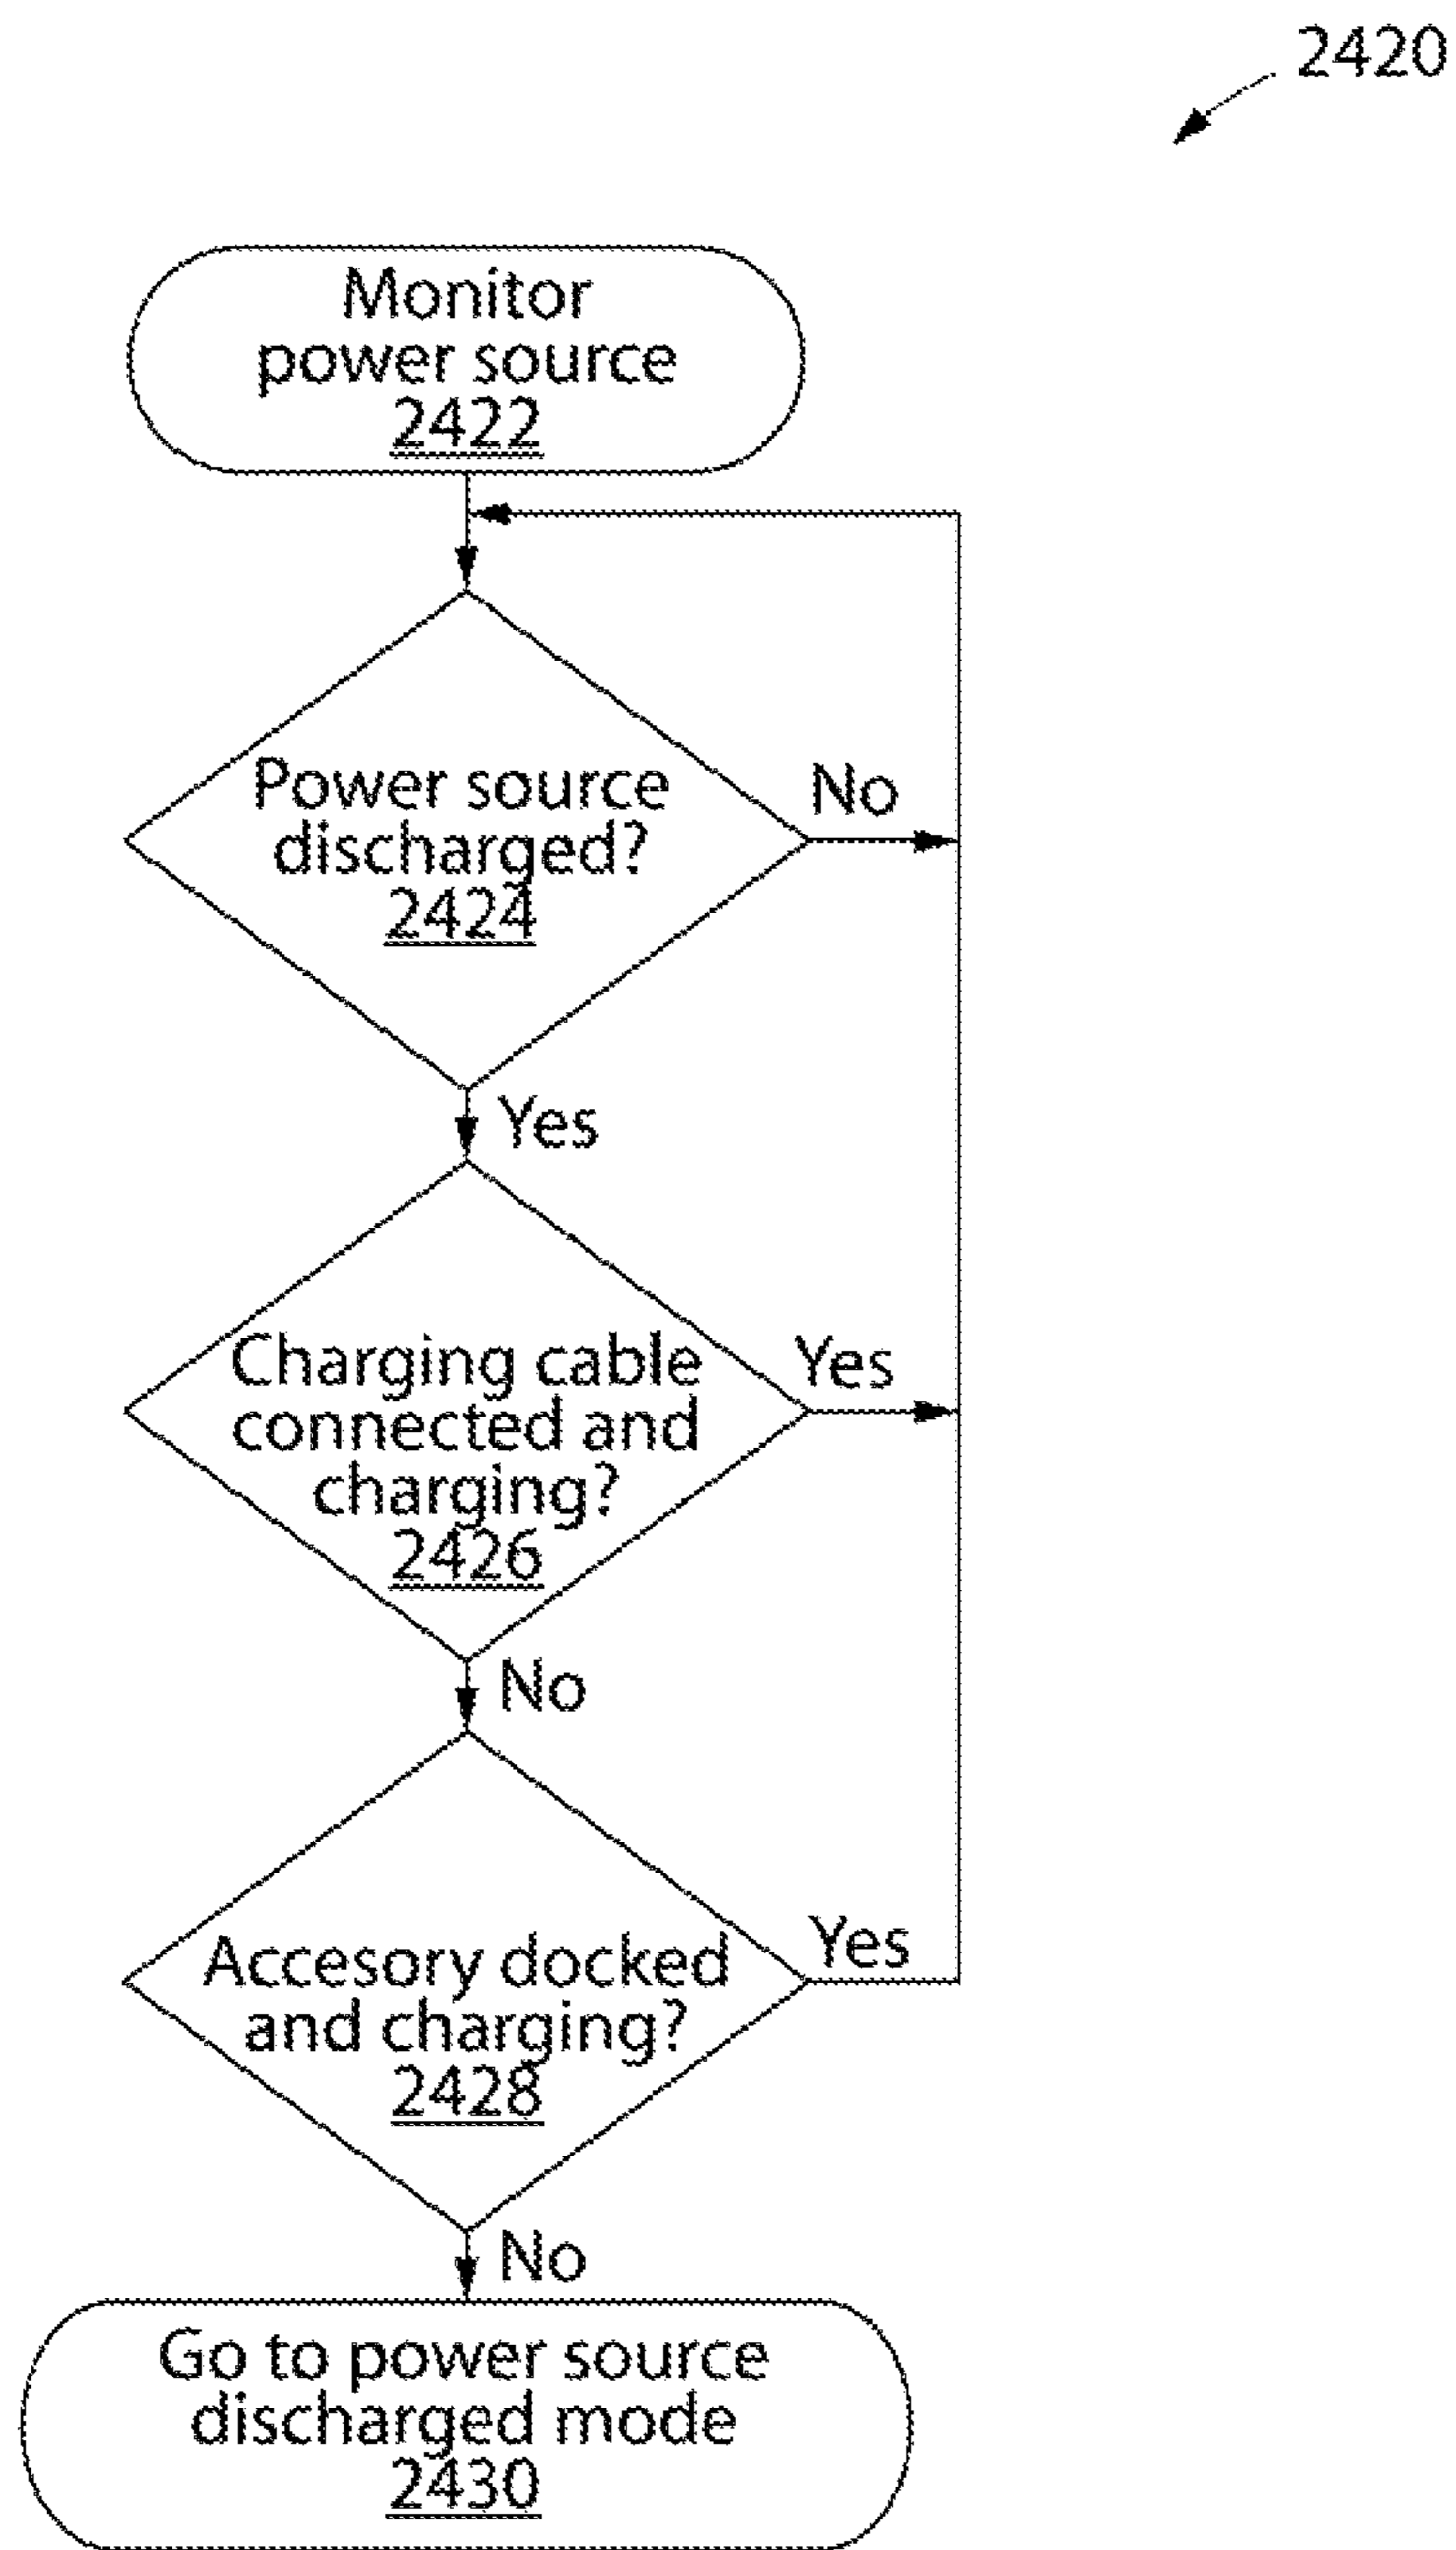 2420
Monitor
power source
2422
Power source
discharged?
2424
No
Yes
Charging cable
connected and
charging?
2426
Yes
No
Accesory docked
and charging?
2428
Yes
No
Go to power source
discharged mode
2430